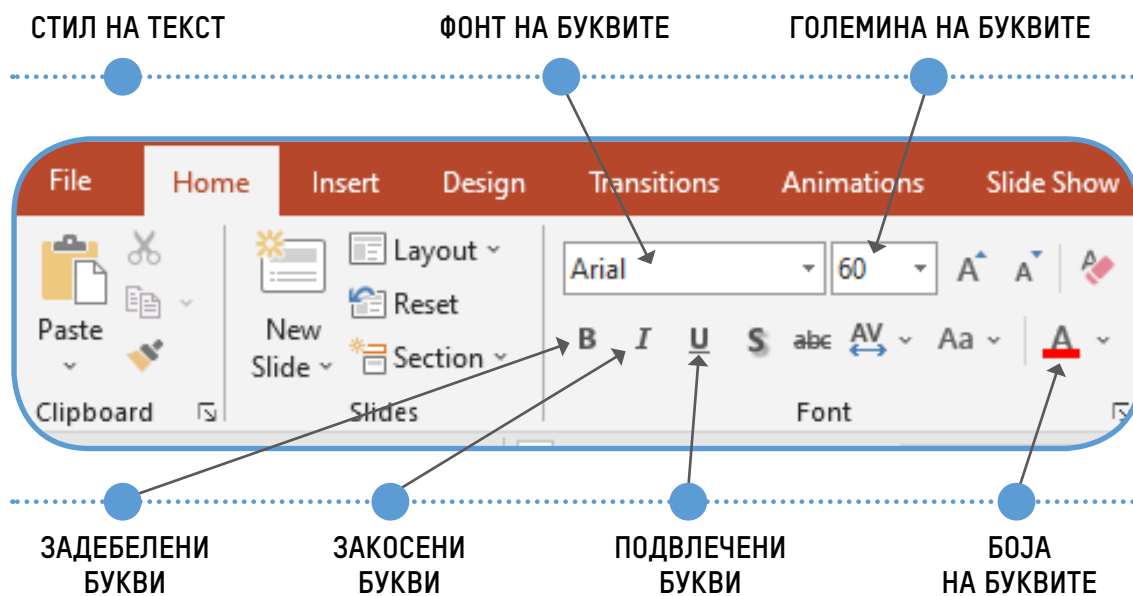 СТИЛ НА ТЕКСТ ФОНТ НА БУКВИТЕ ГОЛЕМИНА НА БУКВИТЕ
File Home Insert Design Transitions Animations Slide Show
Layout
Arial 60 A A A
Reset
Paste New Slide
Section
B I U S abc AV Aa A
Clipboard Slides Font
ЗАДЕБЕЛЕНИ БУКВИ
ЗАКОСЕНИ БУКВИ
ПОДВЛЕЧЕНИ БУКВИ
БОЈА НА БУКВИТЕ